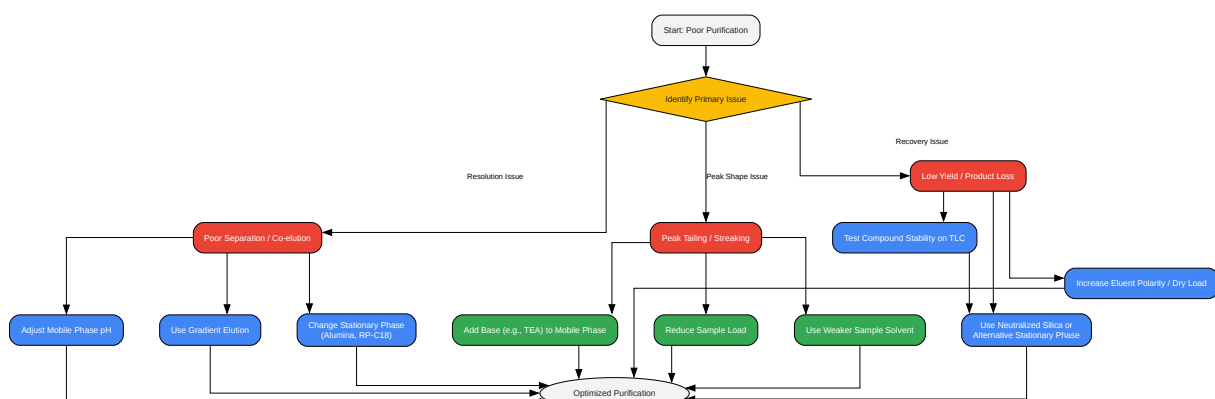 Start: Poor Purification
Identify Primary Issue
Recovery Issue
Resolution Issue
Peak Shape Issue
Low Yield / Product Loss
Poor Separation / Co-elution
Peak Tailing / Streaking
Test Compound Stability on TLC
Increase Eluent Polarity / Dry Load
Adjust Mobile Phase pH
Use Gradient Elution
Change Stationary Phase
(Alumina, RP-C18)
Add Base (e.g., TEA) to Mobile Phase
Reduce Sample Load
Use Weaker Sample Solvent
Use Neutralized Silica or
Alternative Stationary Phase
Optimized Purification